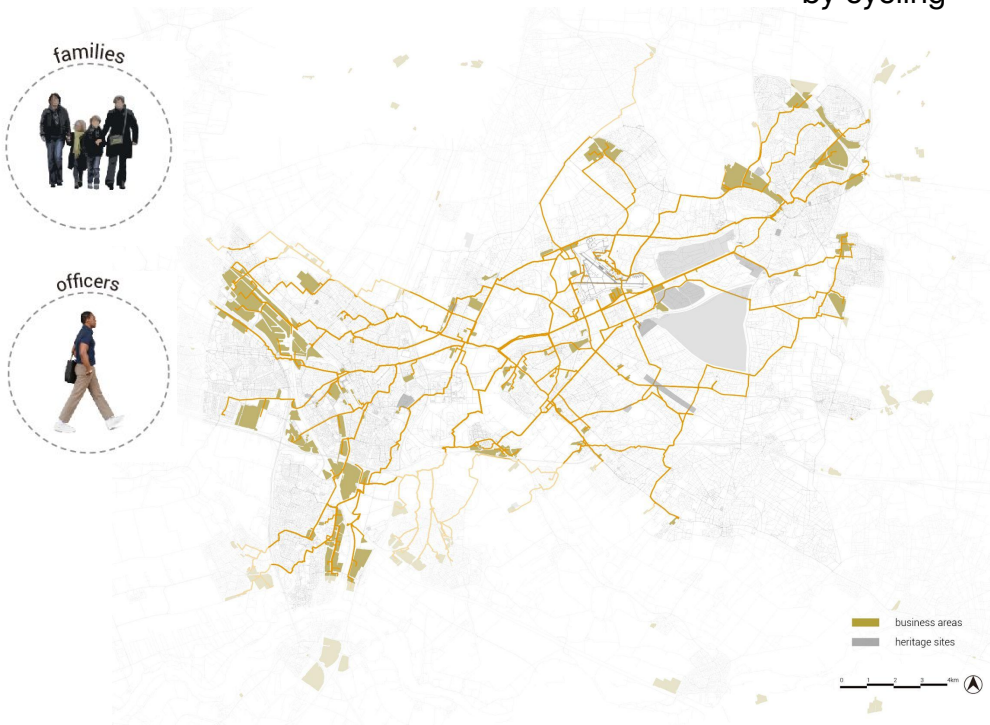 by cycling
families
officers
business areas
heritage sites
0 1 2 3 4km